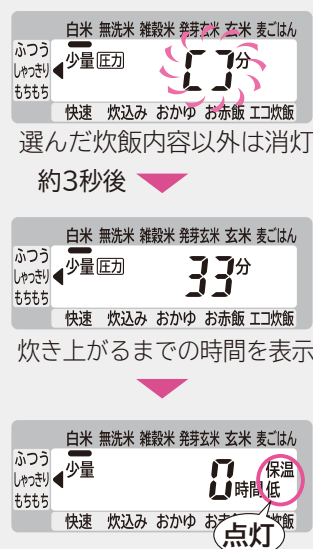 白米 無洗米 雑穀米 発芽玄米 玄米 麦ごはん
ふつう
しゃっきり
もちもち
少量 圧力 分
快速 炊込み おかゆ お赤飯 エコ炊飯
選んだ炊飯内容以外は消灯
約3秒後
白米 無洗米 雑穀米 発芽玄米 玄米 麦ごはん
ふつう
しゃっきり
もちもち
少量 圧力 33分
快速 炊込み おかゆ お赤飯 エコ炊飯
炊き上がるまでの時間を表示
白米 無洗米 雑穀米 発芽玄米 玄米 麦ごはん
ふつう
しゃっきり
もちもち
少量 0時間 保温
低
快速 炊込み おかゆ お 炊飯
点灯